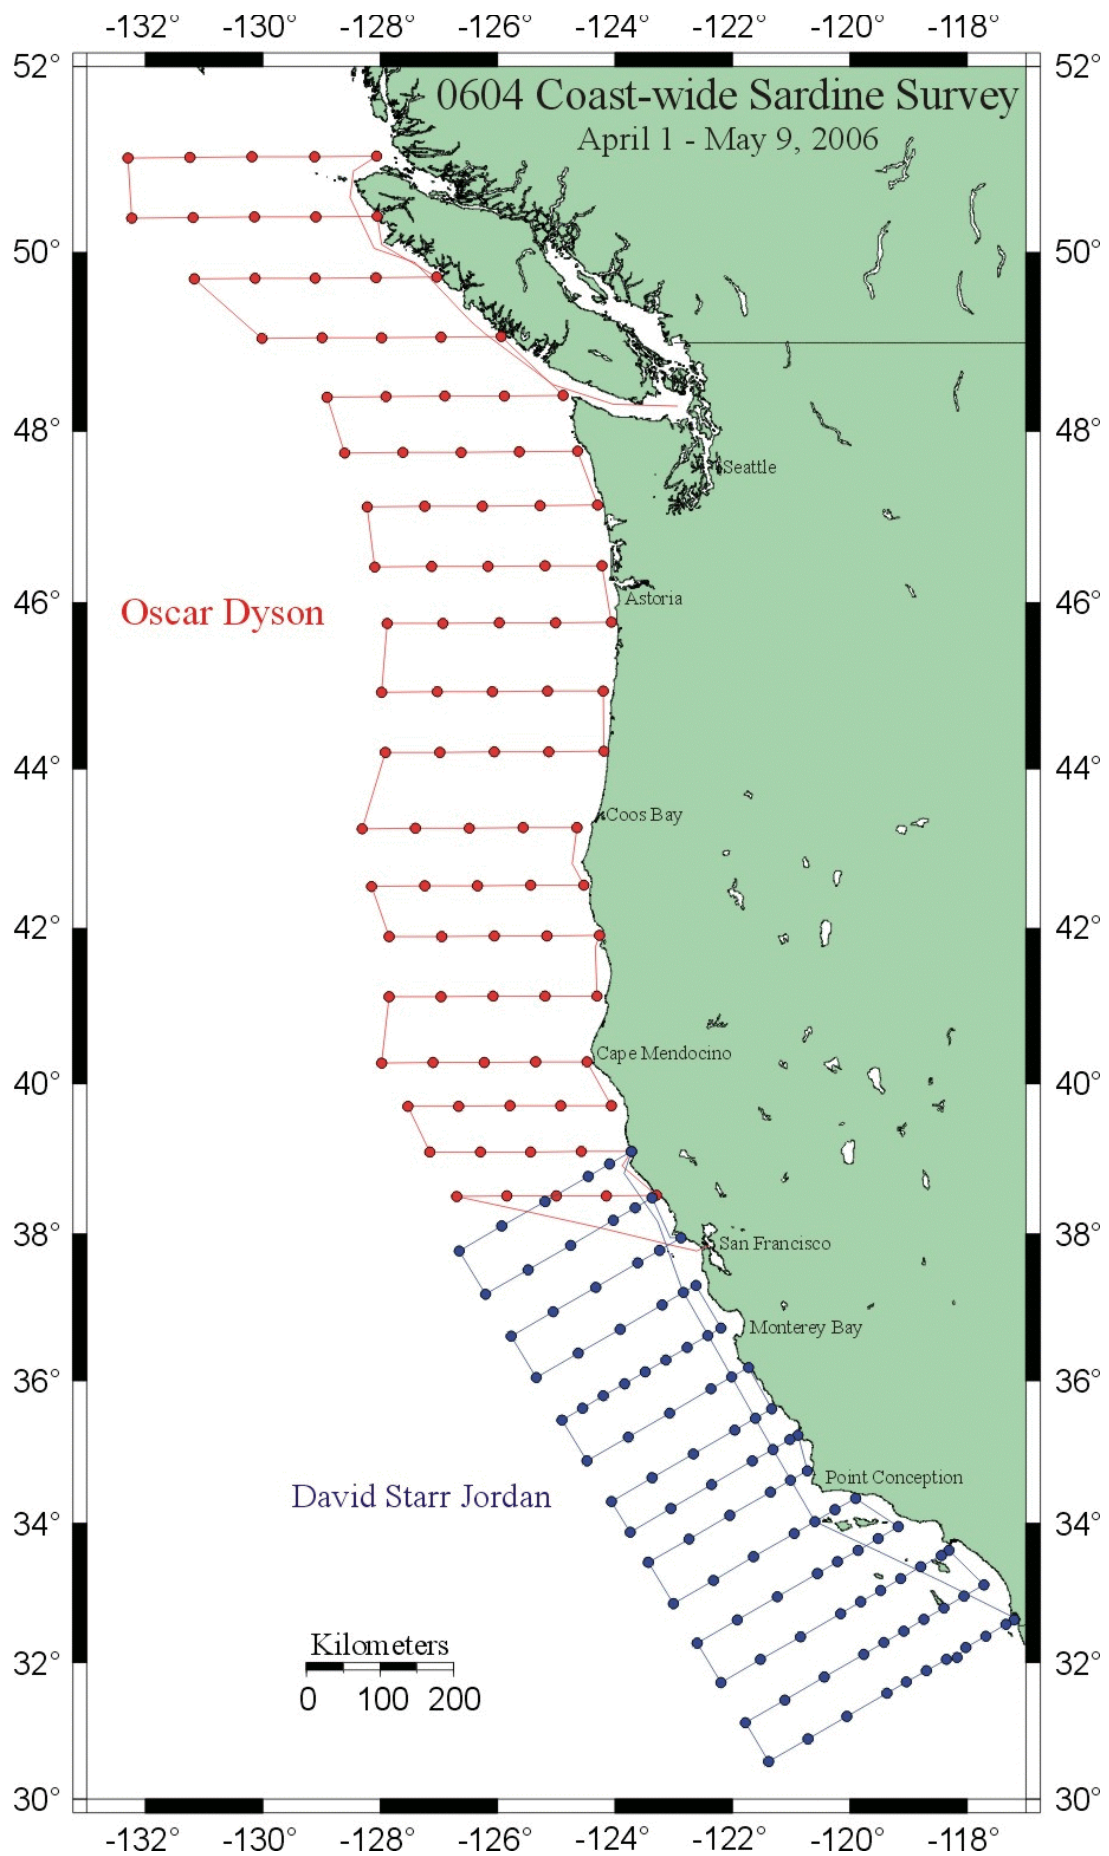 -132° -130° -128° -126° -124° -122° -120° -118°
52° 52°
0604 Coast-wide Sardine Survey
April 1 - May 9, 2006
50° 50°
48° 48°
Seattle
46° 46°
Astoria
Oscar Dyson
44° 44°
Coos Bay
42° 42°
Cape Mendocino
40° 40°
38° 38°
San Francisco
Monterey Bay
36° 36°
Point Conception
David Starr Jordan
34° 34°
Kilometers
32° 32°
0 100 200
30° 30°
-132° -130° -128° -126° -124° -122° -120° -118°